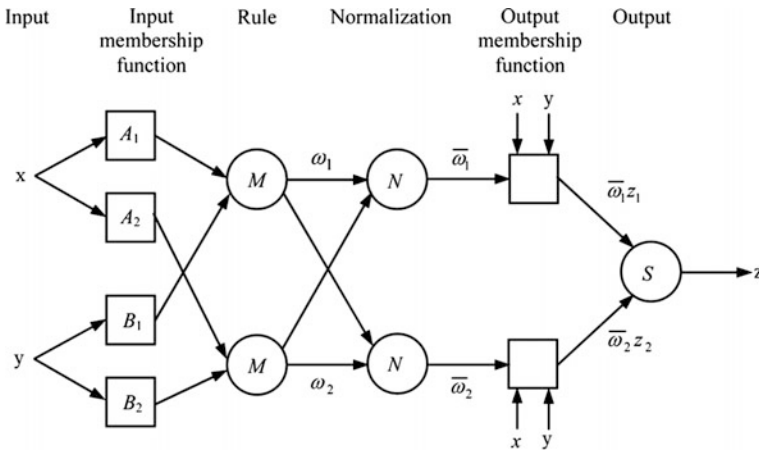 Input
Input
membership
function
Rule
Normalization
Output
membership
function
Output
x
y
A₁
x
M
ω₁
N
ω̅₁
ω̅₁z₁
A₂
S
z
B₁
y
M
ω₂
N
ω̅₂
ω̅₂z₂
B₂
x
y